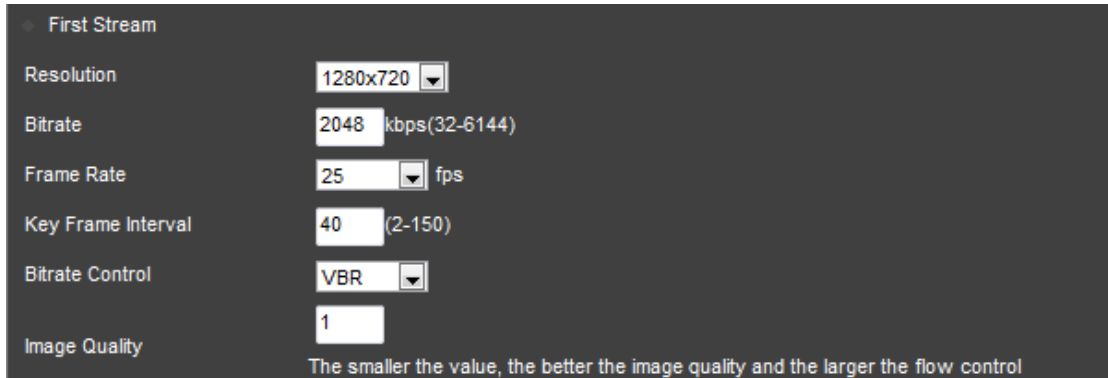 First Stream
Resolution 1280x720
Bitrate 2048 kbps(32-6144)
Frame Rate 25 fps
Key Frame Interval 40 (2-150)
Bitrate Control VBR
Image Quality 1
The smaller the value, the better the image quality and the larger the flow control